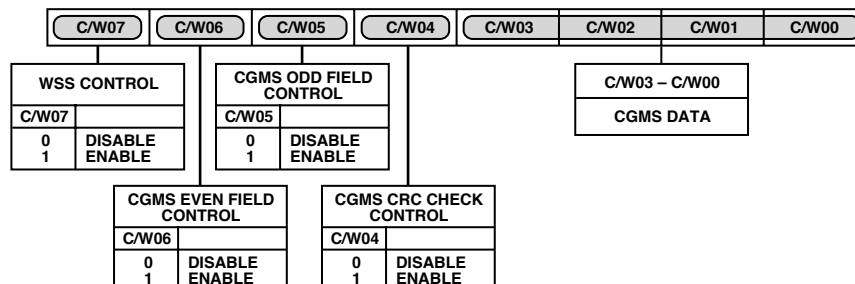 C/W07 C/W06 C/W05 C/W04 C/W03 C/W02 C/W01 C/W00
WSS CONTROL
C/W07
0 DISABLE
1 ENABLE
CGMS ODD FIELD
CONTROL
C/W05
0 DISABLE
1 ENABLE
C/W03 – C/W00
CGMS DATA
CGMS EVEN FIELD
CONTROL
C/W06
0 DISABLE
1 ENABLE
CGMS CRC CHECK
CONTROL
C/W04
0 DISABLE
1 ENABLE